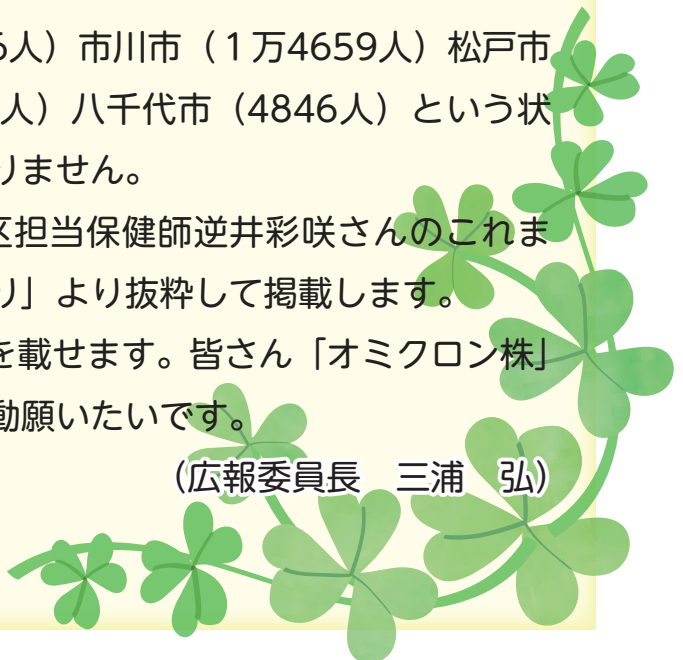 6人）市川市（１万4659人）松戸市
人）八千代市（4846人）という状
りません。
区担当保健師逆井彩咲さんのこれま
り」より抜粋して掲載します。
を載せます。皆さん「オミクロン株」
動願いたいです。
（広報委員長　三浦　弘）